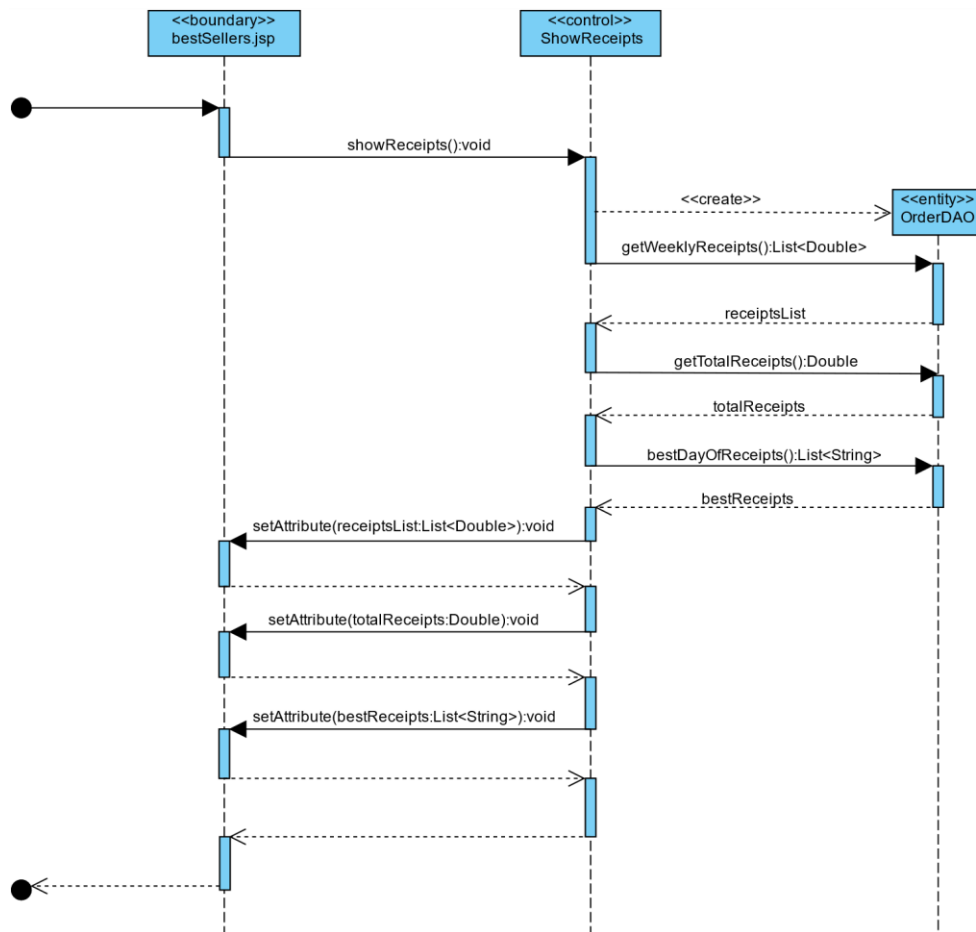 <<boundary>>
bestSellers.jsp
<<control>>
ShowReceipts
showReceipts():void
<<create>>
<<entity>>
OrderDAO
getWeeklyReceipts():List<Double>
receiptsList
getTotalReceipts():Double
totalReceipts
bestDayOfReceipts():List<String>
bestReceipts
setAttribute(receiptsList:List<Double>):void
setAttribute(totalReceipts:Double):void
setAttribute(bestReceipts:List<String>):void